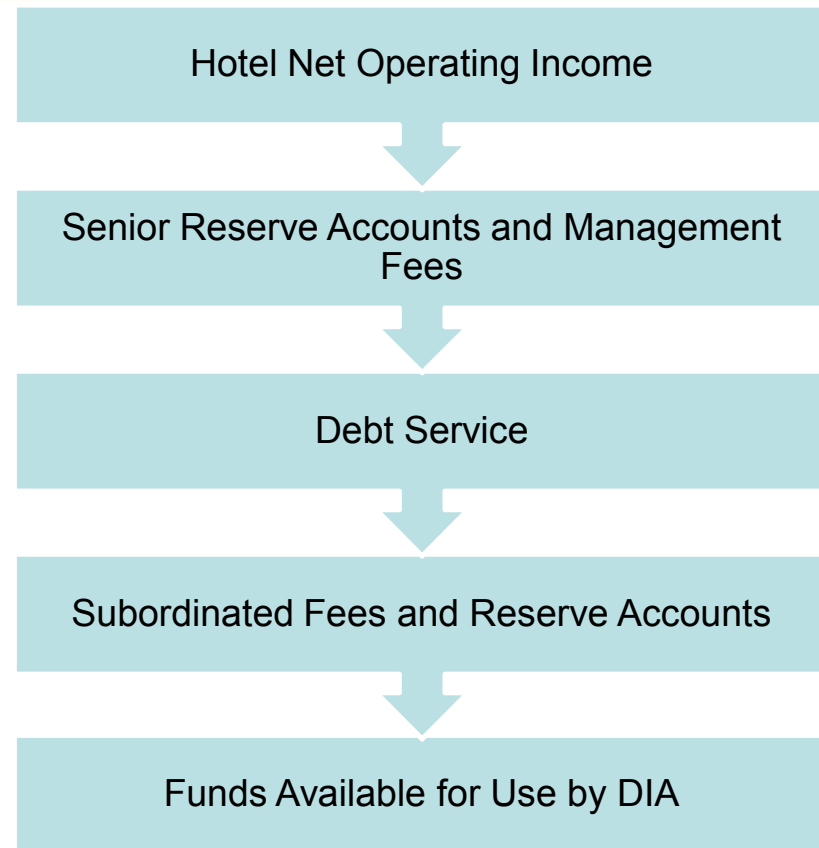 Hotel Net Operating Income
Senior Reserve Accounts and Management
Fees
Debt Service
Subordinated Fees and Reserve Accounts
Funds Available for Use by DIA